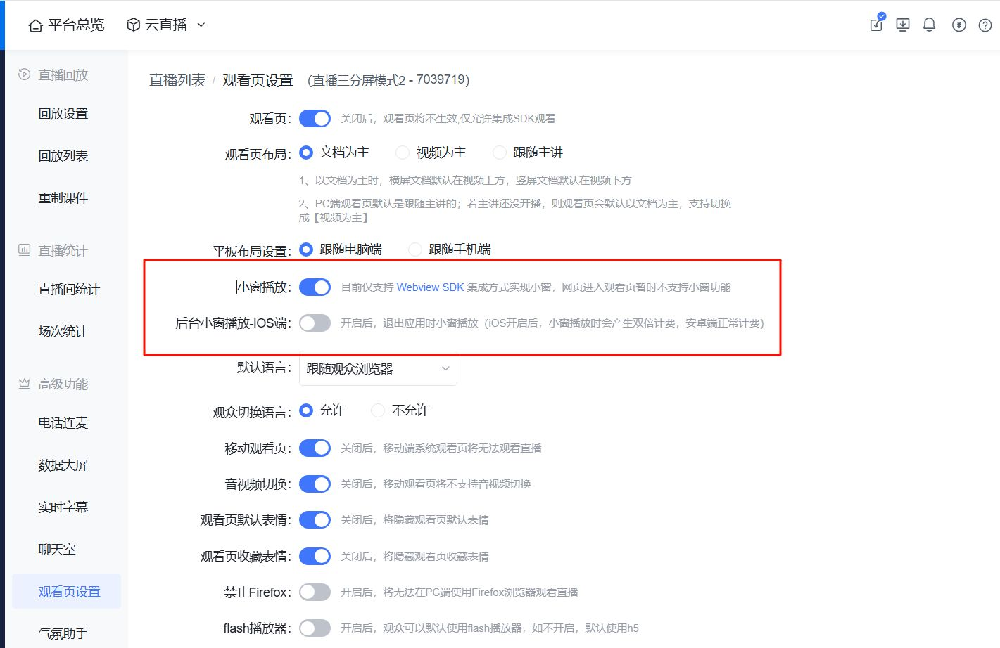 平台总览 云直播
直播列表 / 观看页设置 （直播三分屏模式2 - 7039719）
直播回放
回放设置
回放列表
重制课件
直播统计
直播间统计
场次统计
高级功能
电话连麦
数据大屏
实时字幕
聊天室
观看页设置
气氛助手
观看页： 关闭后，观看页将不生效,仅允许集成SDK观看
观看页布局： 文档为主 视频为主 跟随主讲
1、以文档为主时，横屏文档默认在视频上方，竖屏文档默认在视频下方
2、PC端观看页默认是跟随主讲的；若主讲还没开播，则观看页会默认以文档为主，支持切换
成【视频为主】
平板布局设置： 跟随电脑端 跟随手机端
小窗播放： 目前仅支持 Webview SDK 集成方式实现小窗，网页进入观看页暂时不支持小窗功能
后台小窗播放-iOS端： 开启后，退出应用时小窗播放（iOS开启后，小窗播放时会产生双倍计费，安卓端正常计费）
默认语言： 跟随观众浏览器
观众切换语言： 允许 不允许
移动观看页： 关闭后，移动端系统观看页将无法观看直播
音视频切换： 关闭后，移动观看页将不支持音视频切换
观看页默认表情： 关闭后，将隐藏观看页默认表情
观看页收藏表情： 关闭后，将隐藏观看页收藏表情
禁止Firefox： 开启后，将无法在PC端使用Firefox浏览器观看直播
flash播放器： 开启后，观众可以默认使用flash播放器，如不开启，默认使用h5